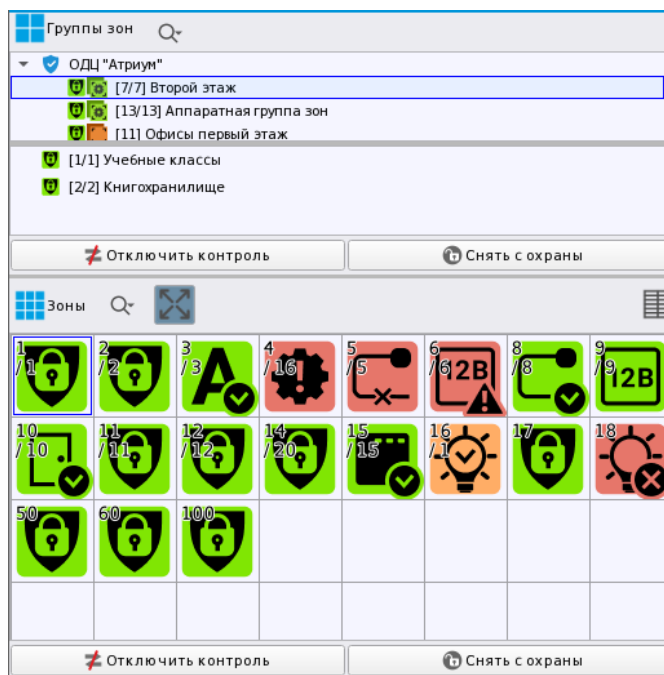 Группы зон
ОДЦ "Атриум"
[7/7] Второй этаж
[13/13] Аппаратная группа зон
[11] Офисы первый этаж
[1/1] Учебные классы
[2/2] Книгохранилище
Отключить контроль Снять с охраны
Зоны
1 2 3 4 5 6 8 9
/1 /2 /3 /16 /5 /6 /8 /9
A 12В 12В
10 11 12 14 15 16 17 18
/10 /11 /12 /20 /15 /1
50 60 100
Отключить контроль Снять с охраны